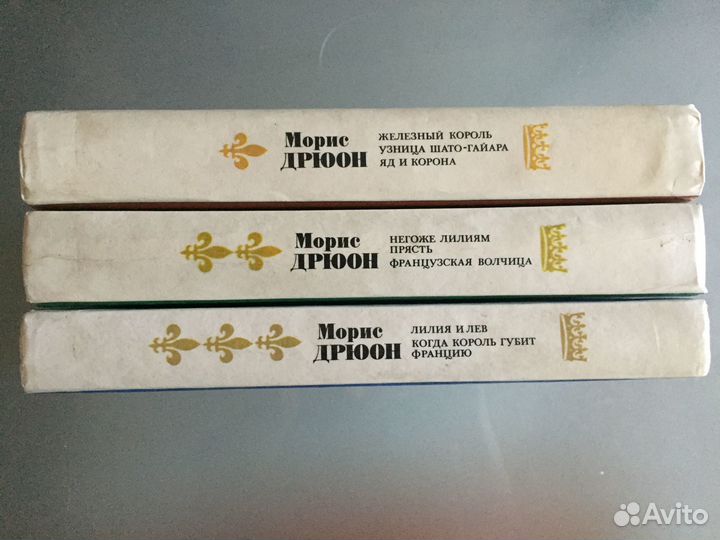 Морис
ДРЮОН
ЖЕЛЕЗНЫЙ КОРОЛЬ
УЗНИЦА ШАТО-ГАЙАРА
ЯД И КОРОНА
Морис
ДРЮОН
НЕГОЖЕ ЛИЛИЯМ
ПРЯСТЬ
ФРАНЦУЗСКАЯ ВОЛЧИЦА
Морис
ДРЮОН
ЛИЛИЯ И ЛЕВ
КОГДА КОРОЛЬ ГУБИТ
ФРАНЦИЮ
Avito